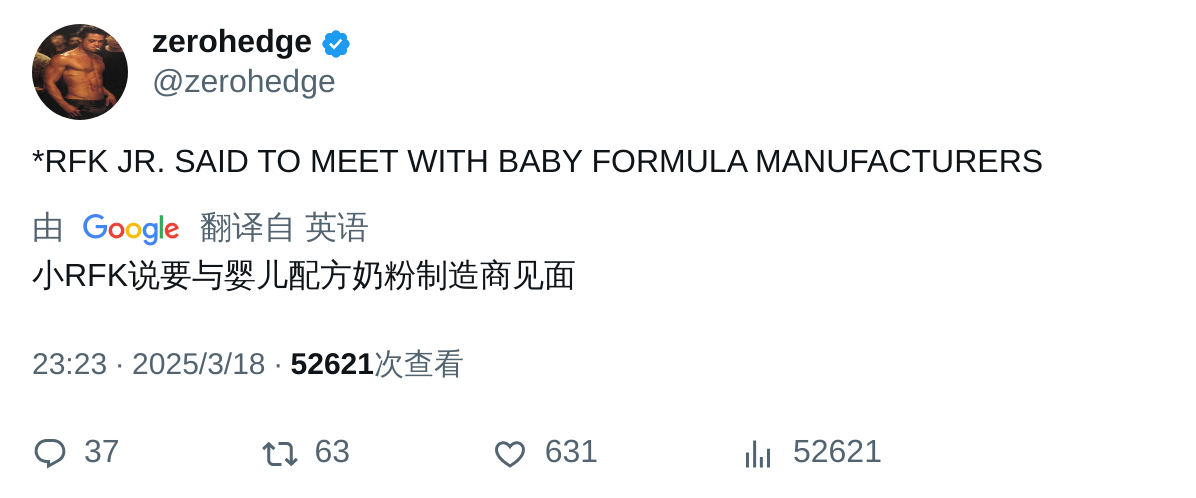 zerohedge
@zerohedge
*RFK JR. SAID TO MEET WITH BABY FORMULA MANUFACTURERS
由 Google 翻译自 英语
小RFK说要与婴儿配方奶粉制造商见面
23:23 · 2025/3/18 · 52621次查看
37 63 631 52621